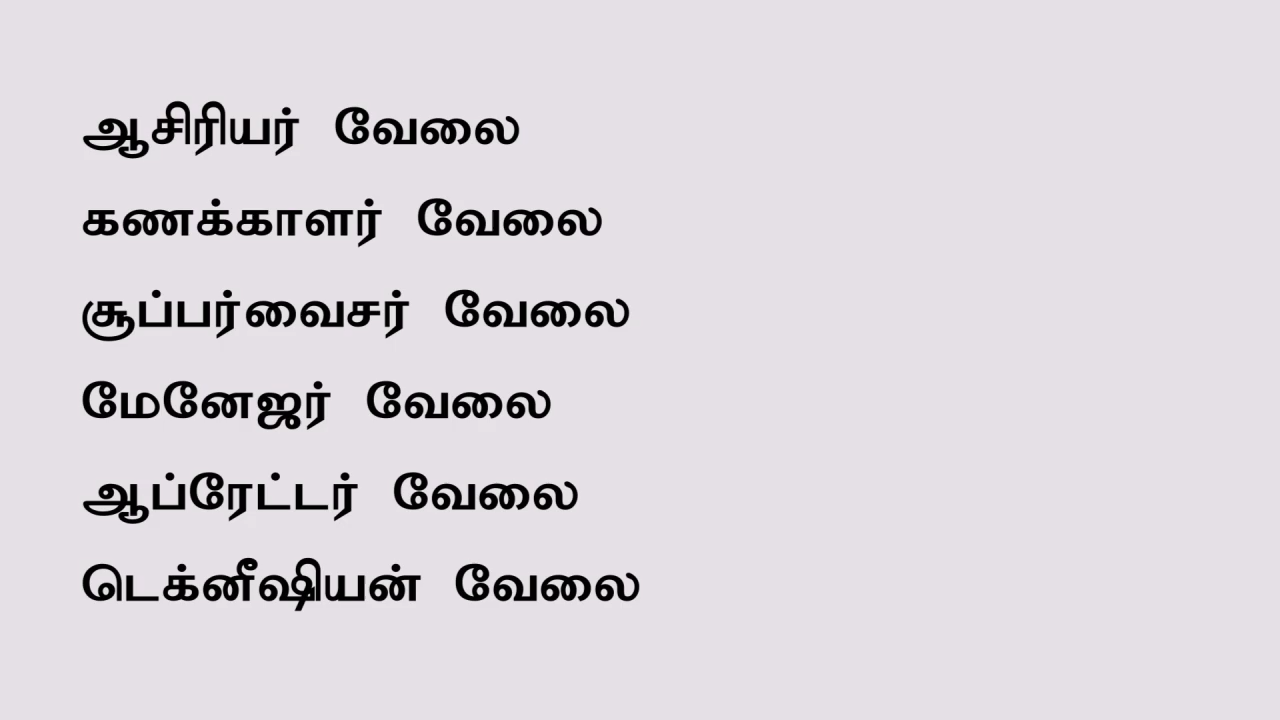 ஆசிரியர் வேலை
கணக்காளர் வேலை
சூப்பர்வைசர் வேலை
மேனேஜர் வேலை
ஆப்ரேட்டர் வேலை
டெக்னீஷியன் வேலை